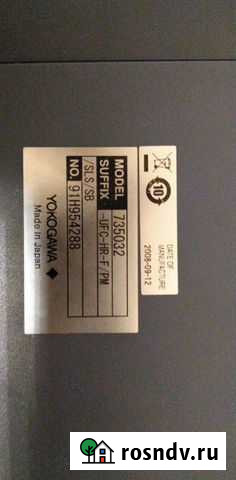 MODEL 735032
SUFFIX -UFC-HR-F/PM
/SLS/SB
NO. 91H954288
YOKOGAWA
Made in Japan
10
DATE OF
MANUFACTURE
2008-09-12
rosndv.ru